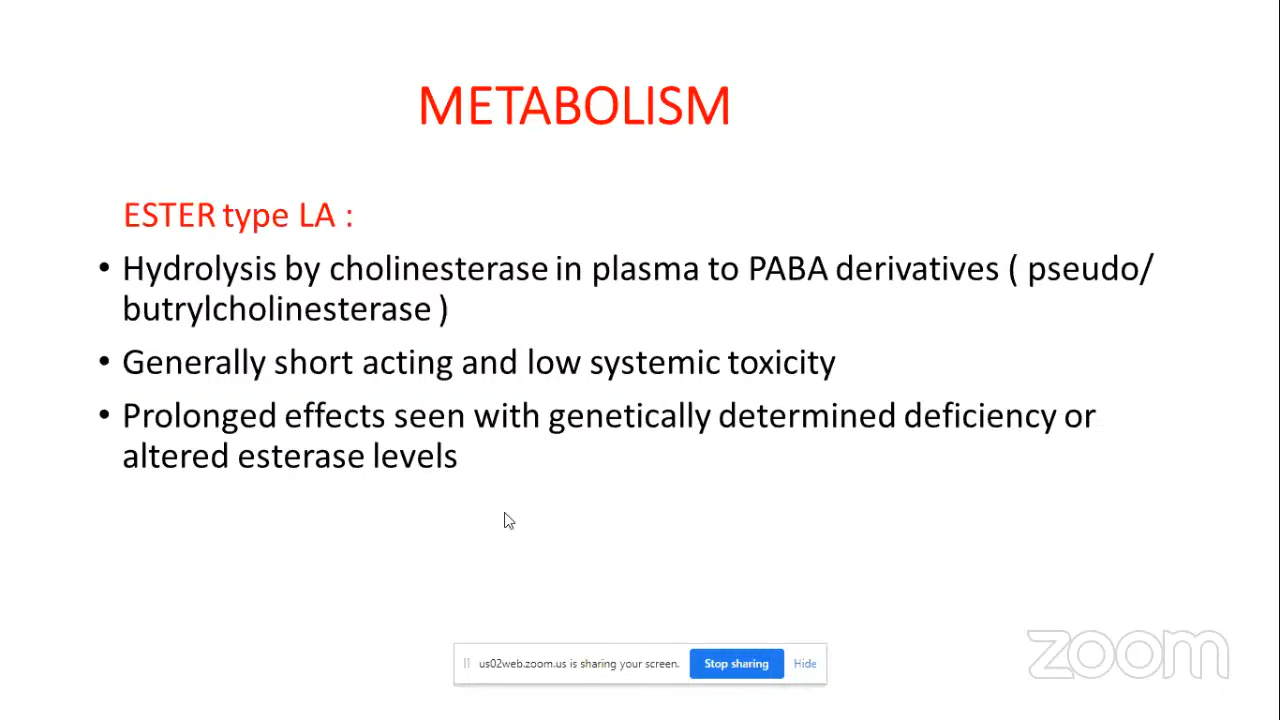 METABOLISM
ESTER type LA :
• Hydrolysis by cholinesterase in plasma to PABA derivatives ( pseudo/
butrylcholinesterase )
• Generally short acting and low systemic toxicity
• Prolonged effects seen with genetically determined deficiency or
altered esterase levels
us02web.zoom.us is sharing your screen. Stop sharing Hide
zoom